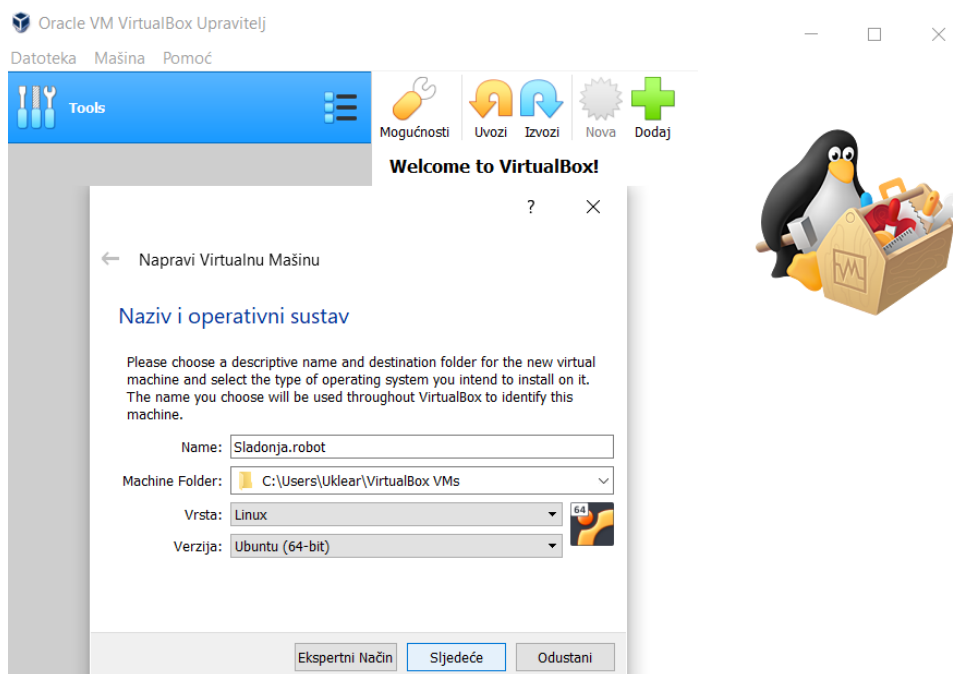 Oracle VM VirtualBox Upravitelj
Datoteka Mašina Pomoć
Tools
Mogućnosti Uvozi Izvozi Nova Dodaj
Welcome to VirtualBox!
?
Napravi Virtualnu Mašinu
Naziv i operativni sustav
Please choose a descriptive name and destination folder for the new virtual
machine and select the type of operating system you intend to install on it.
The name you choose will be used throughout VirtualBox to identify this
machine.
Name: Sladonja.robot
Machine Folder: C:\Users\Uklear\VirtualBox VMs
Vrsta: Linux
64
Verzija: Ubuntu (64-bit)
Ekspertni Način Sljedeće Odustani